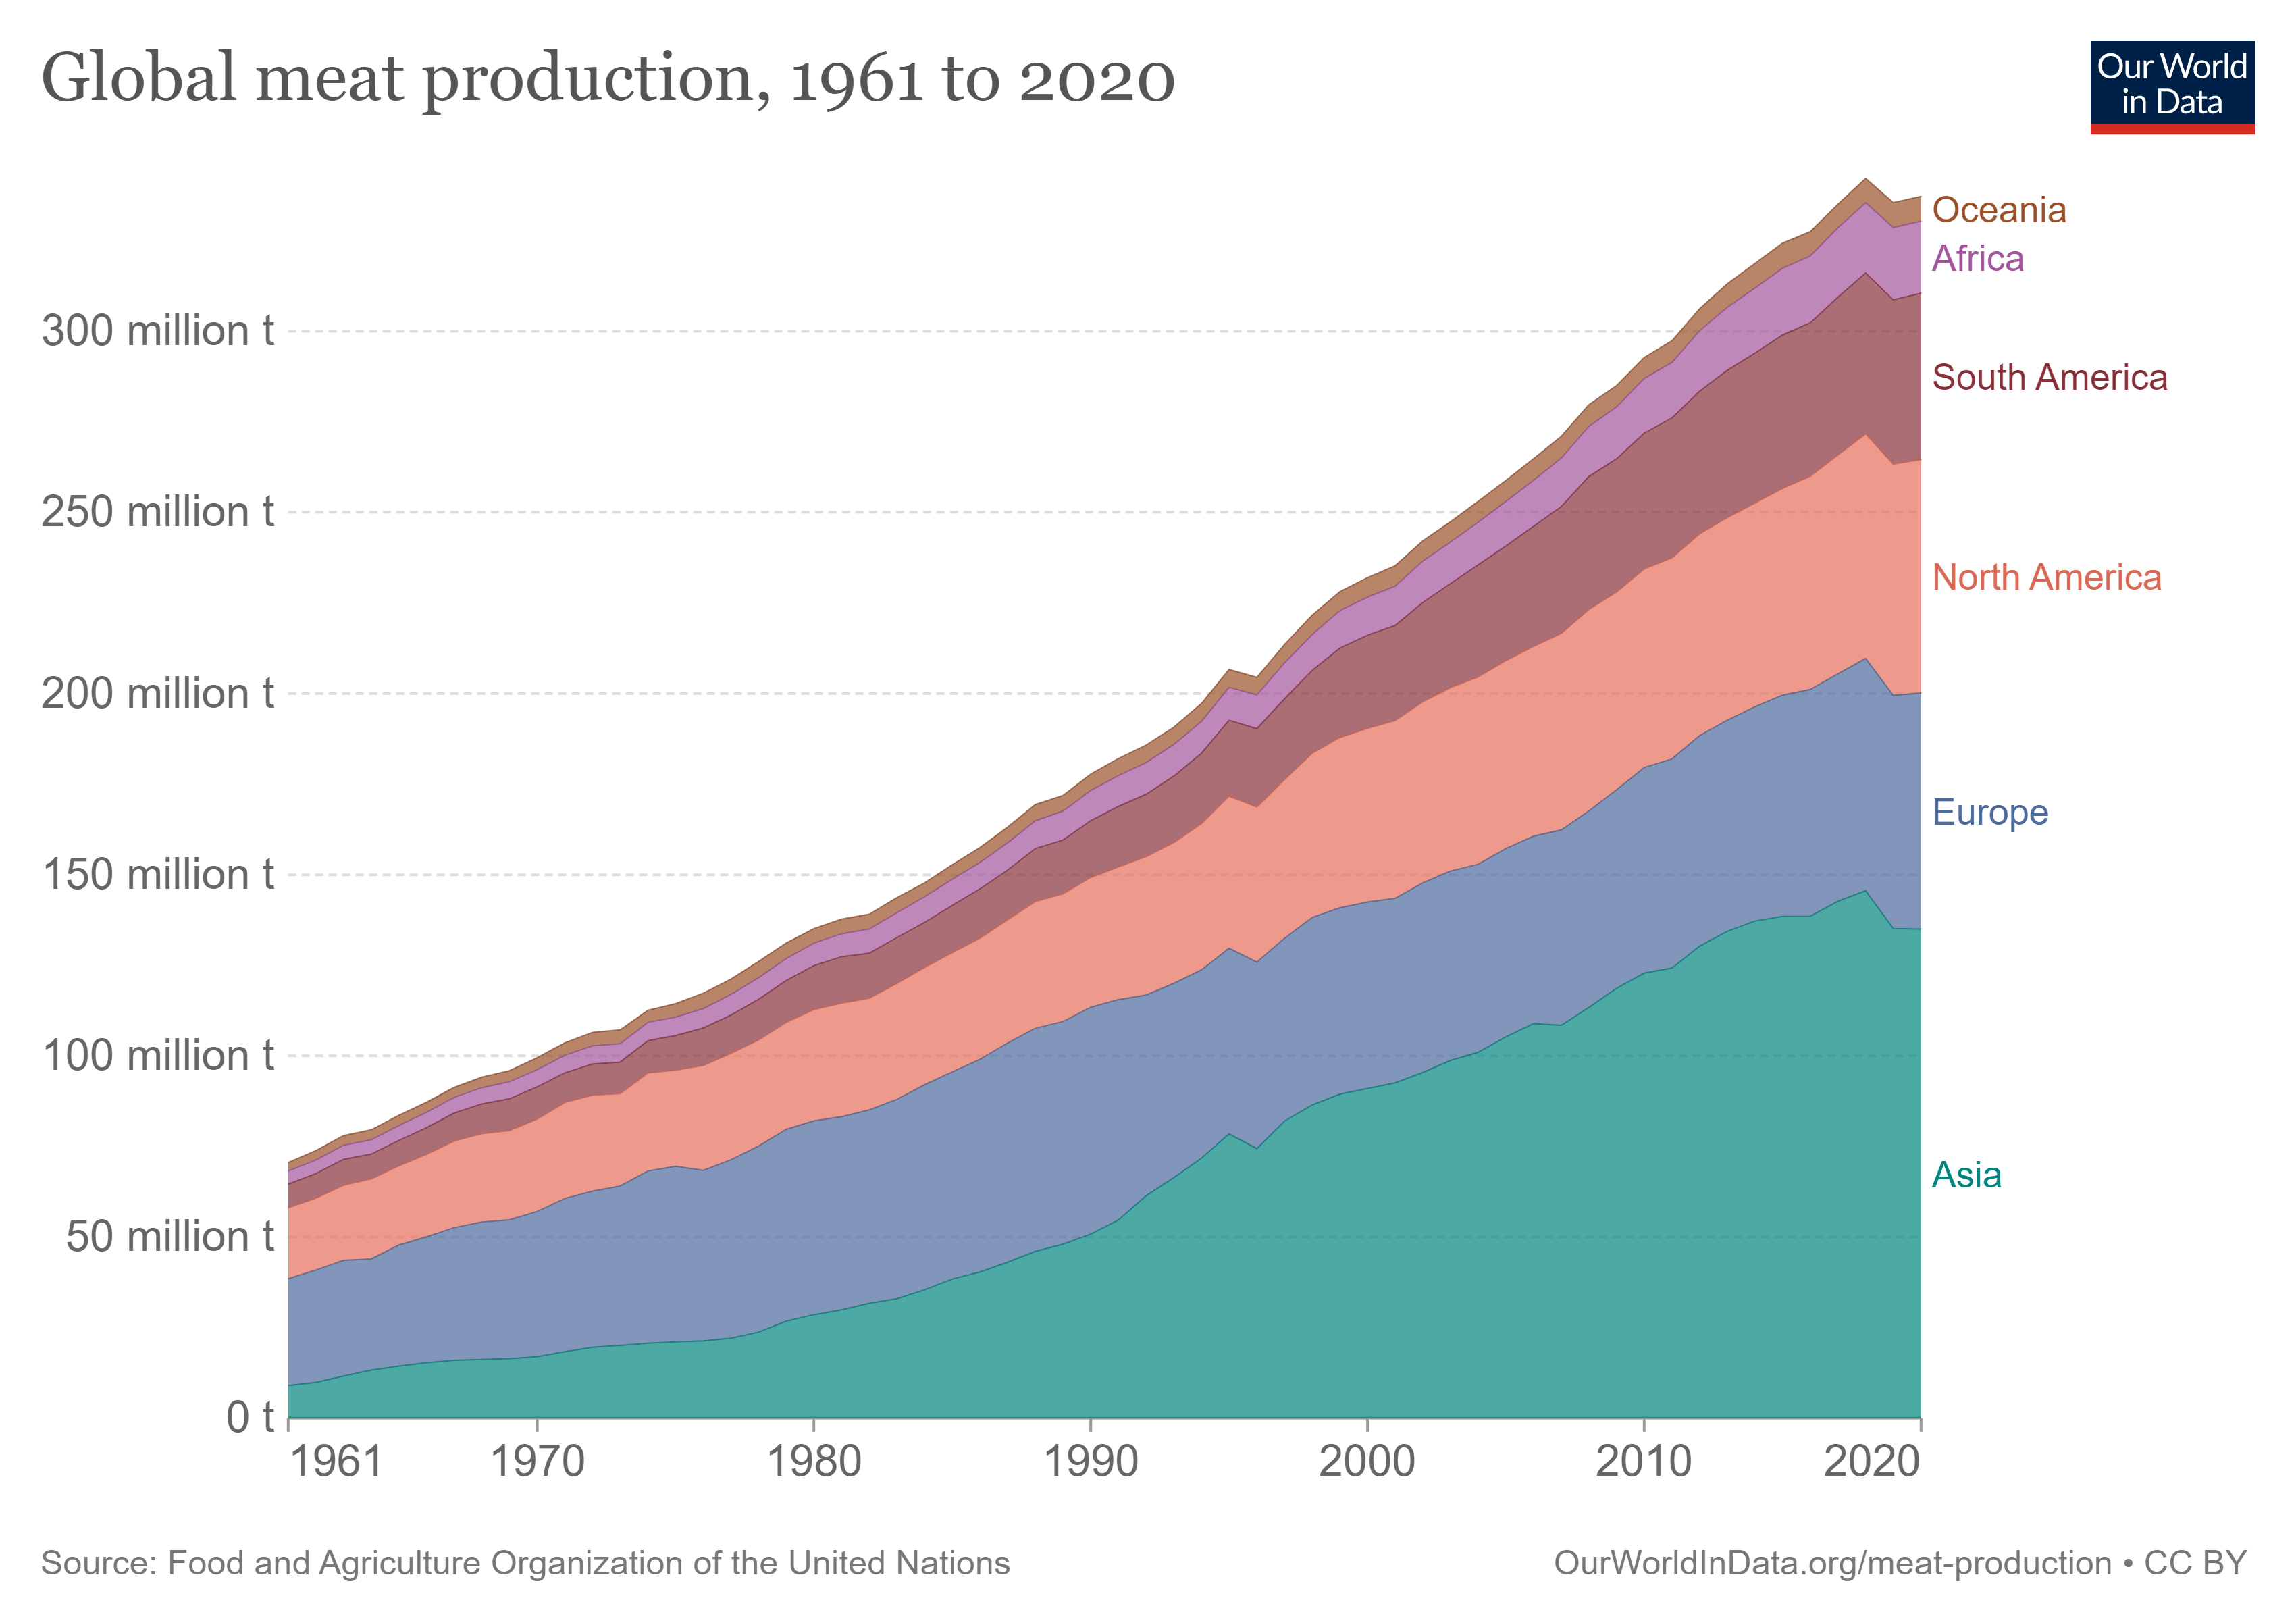 Global meat production, 1961 to 2020
Our World
in Data
Oceania
Africa
300 million t
South America
250 million t
North America
200 million t
Europe
150 million t
100 million t
Asia
50 million t
0 t
1961 1970 1980 1990 2000 2010 2020
Source: Food and Agriculture Organization of the United Nations
OurWorldInData.org/meat-production • CC BY